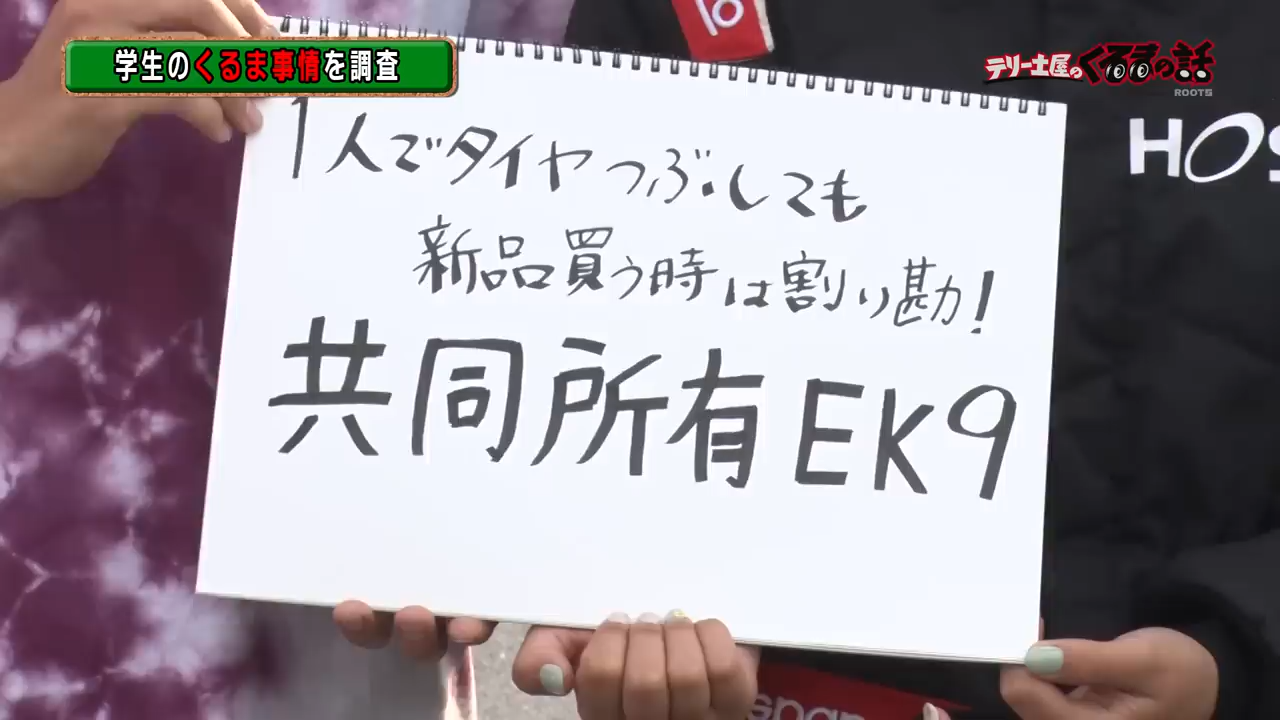 学生のくるま事情を調査
テリー土屋のくるまの話
ROOTS
1人でタイヤつぶしても
新品買う時は割り勘!
共同所有EK9